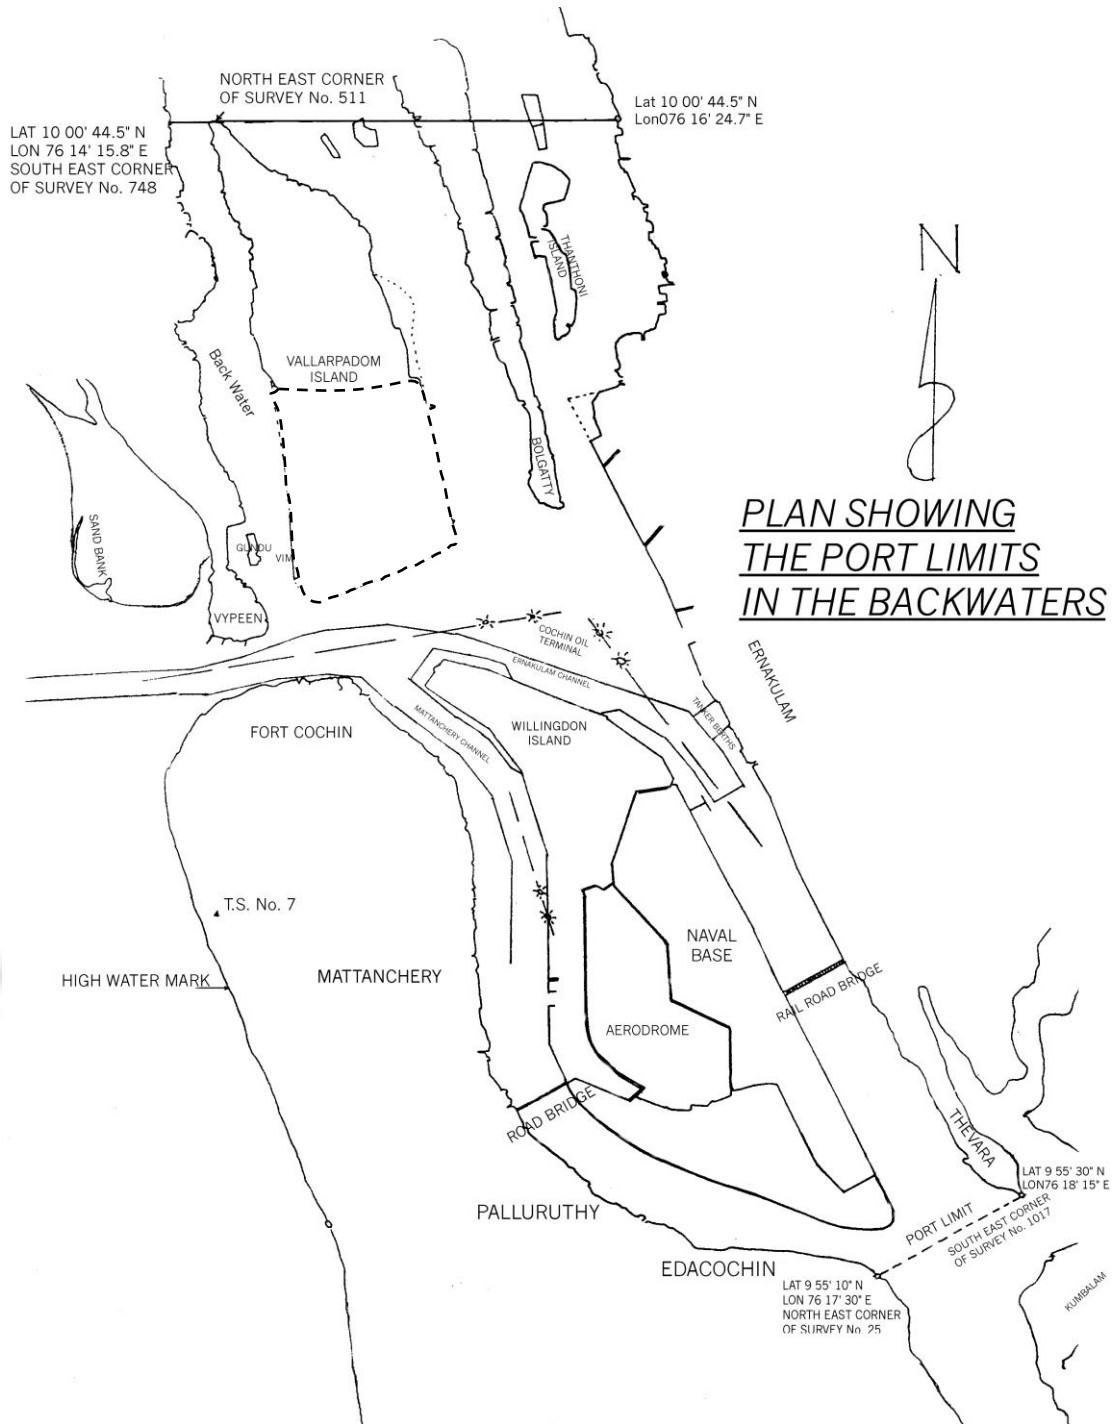 NORTH EAST CORNER
OF SURVEY No. 511
Lat 10 00' 44.5" N
Lon076 16' 24.7" E
LAT 10 00' 44.5" N
LON 76 14' 15.8" E
SOUTH EAST CORNER
OF SURVEY No. 748
N
THANTHONI
ISLAND
Back Water
VALLARPADOM
ISLAND
BOLGATTY
PLAN SHOWING
THE PORT LIMITS
IN THE BACKWATERS
SAND BANK
GUNDU
VIM
VYPEEN
COCHIN OIL
TERMINAL
ERNAKULAM
ERNAKULAM CHANNEL
TANKER BERTHS
FORT COCHIN
MATTANCHERY CHANNEL
WILLINGDON
ISLAND
T.S. No. 7
NAVAL
BASE
HIGH WATER MARK
MATTANCHERY
RAIL ROAD BRIDGE
AERODROME
ROAD BRIDGE
THEVARA
LAT 9 55' 30" N
LON76 18' 15" E
PALLURUTHY
PORT LIMIT
SOUTH EAST CORNER
OF SURVEY No. 1017
EDACOCHIN
LAT 9 55' 10" N
LON 76 17' 30" E
NORTH EAST CORNER
OF SURVEY No. 25
KUMBALAM